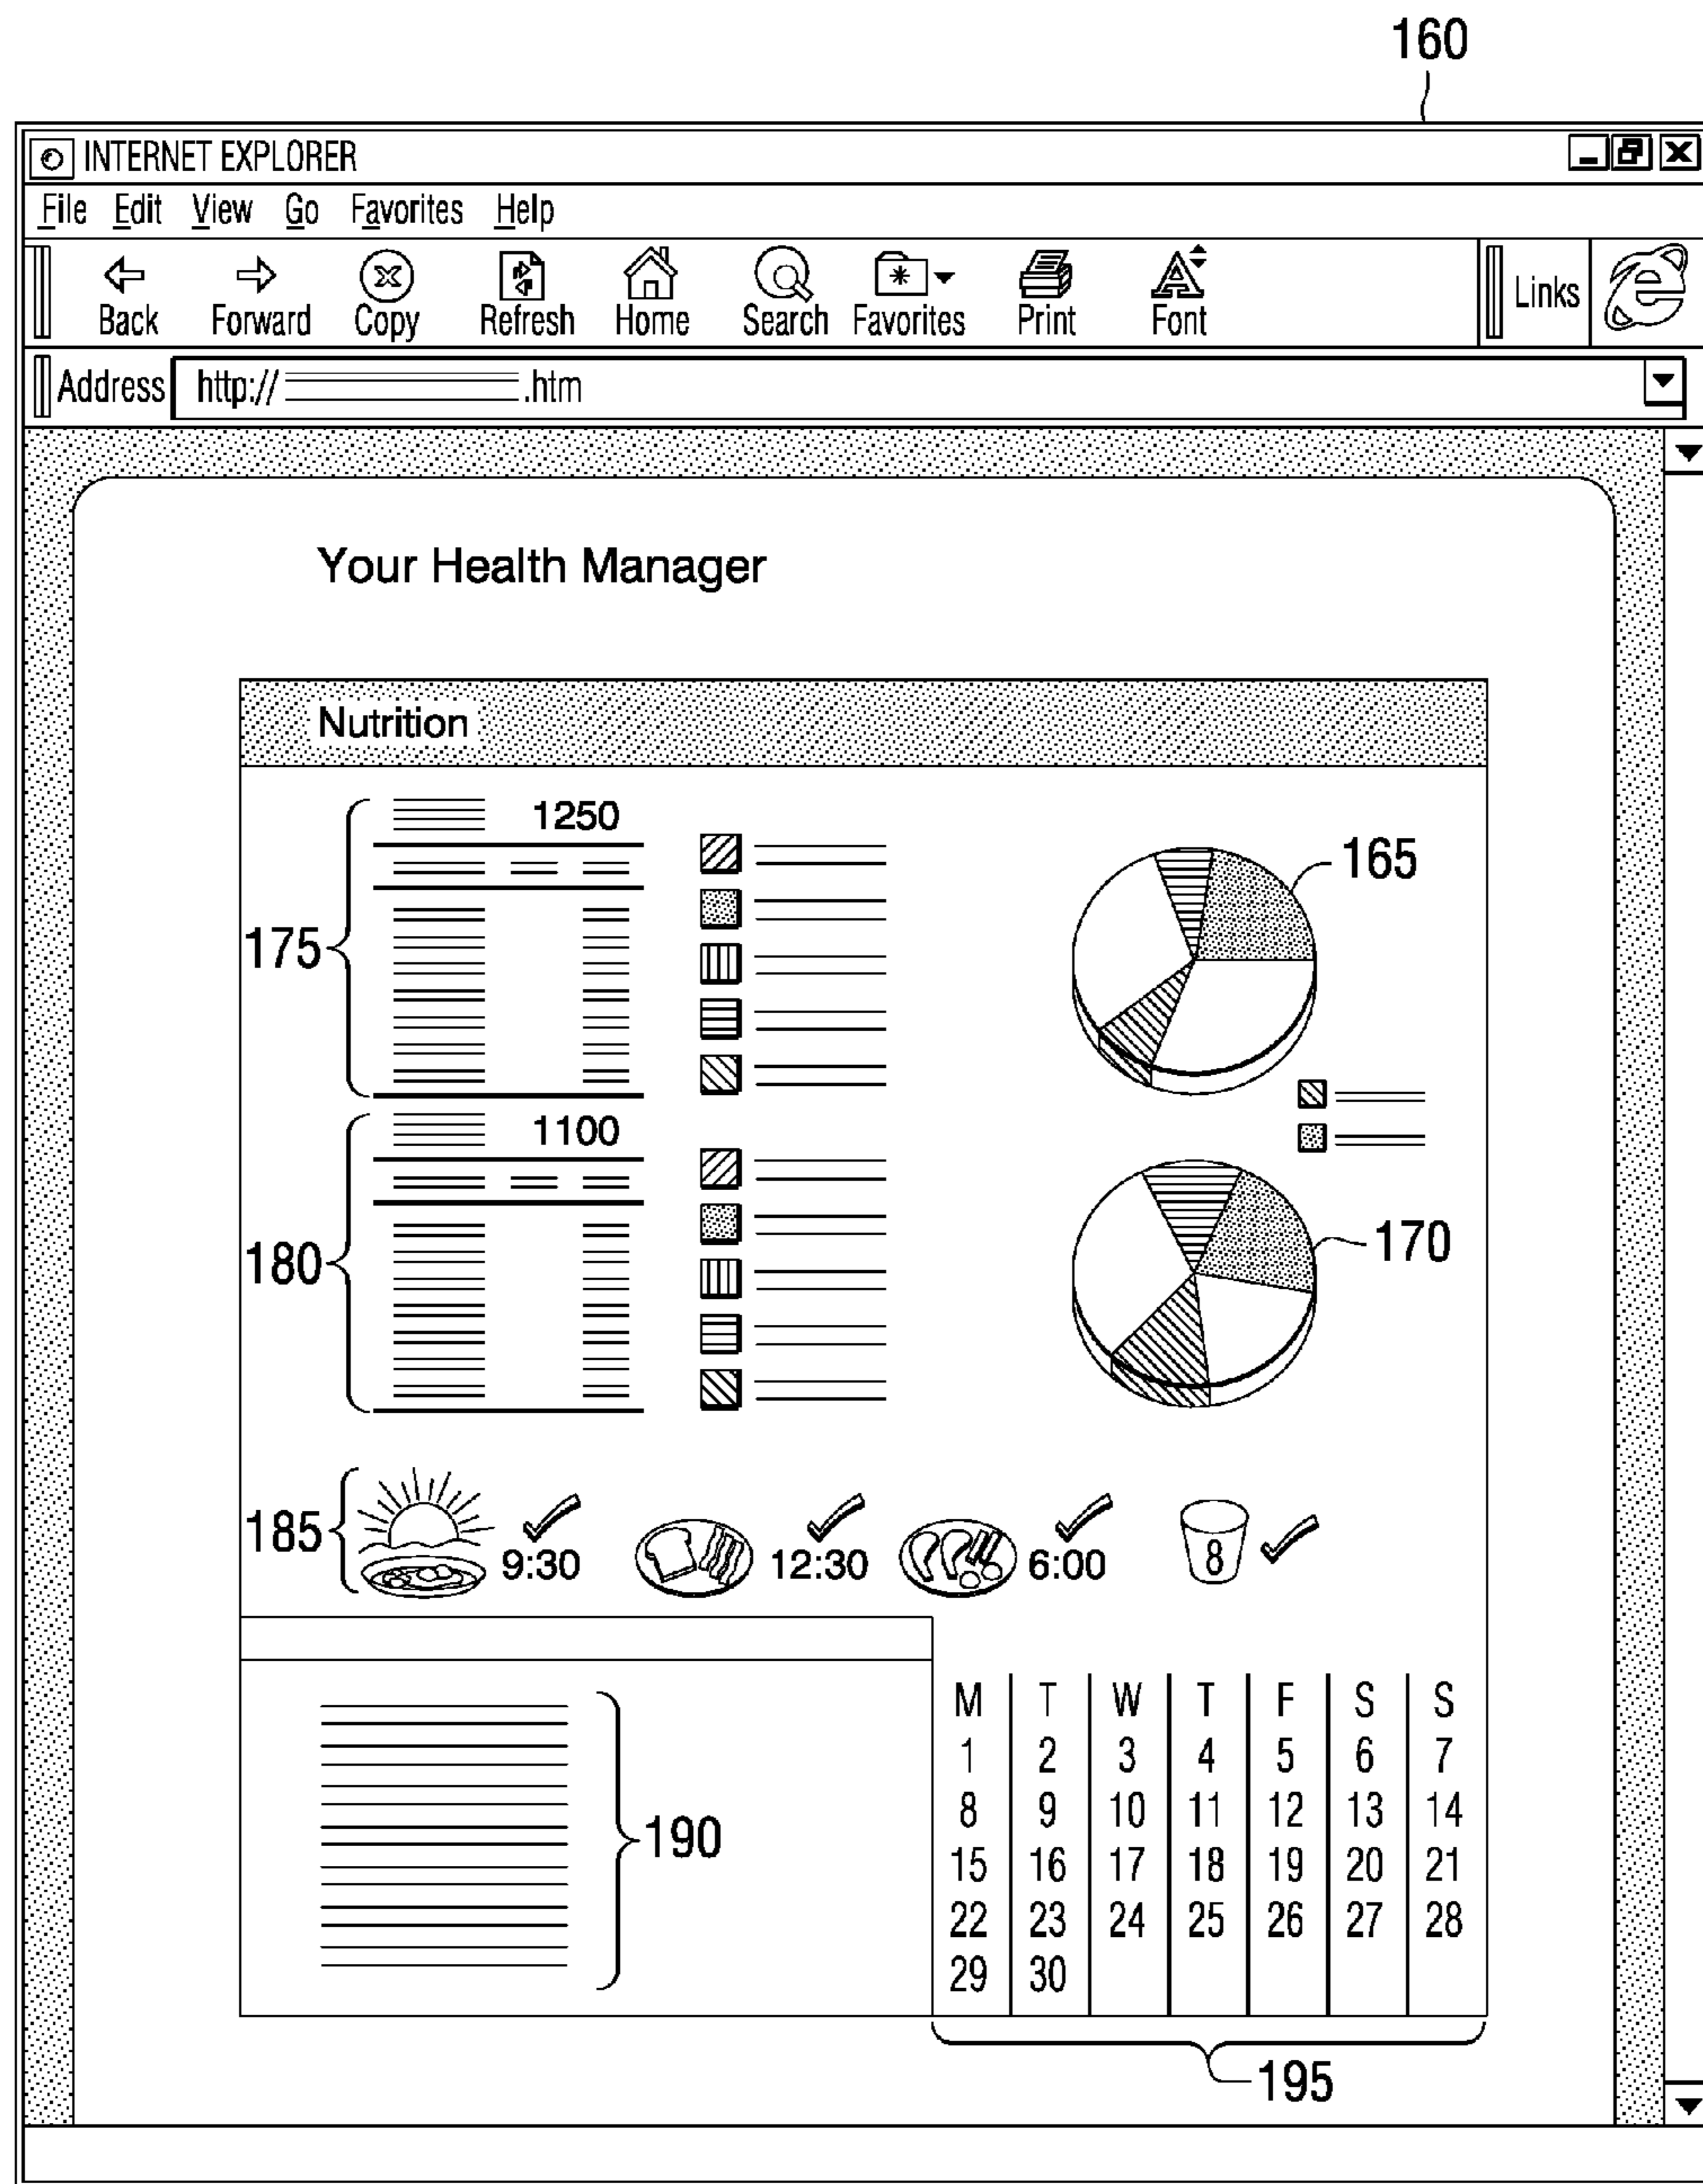 160
INTERNET EXPLORER
File Edit View Go Favorites Help
Back Forward Copy Refresh Home Search Favorites Print Font Links
Address http:// .htm
Your Health Manager
Nutrition
1250
165
175
1100
170
180
185
9:30 12:30 6:00 8
M T W T F S S
1 2 3 4 5 6 7
8 9 10 11 12 13 14
15 16 17 18 19 20 21
22 23 24 25 26 27 28
29 30
190
195